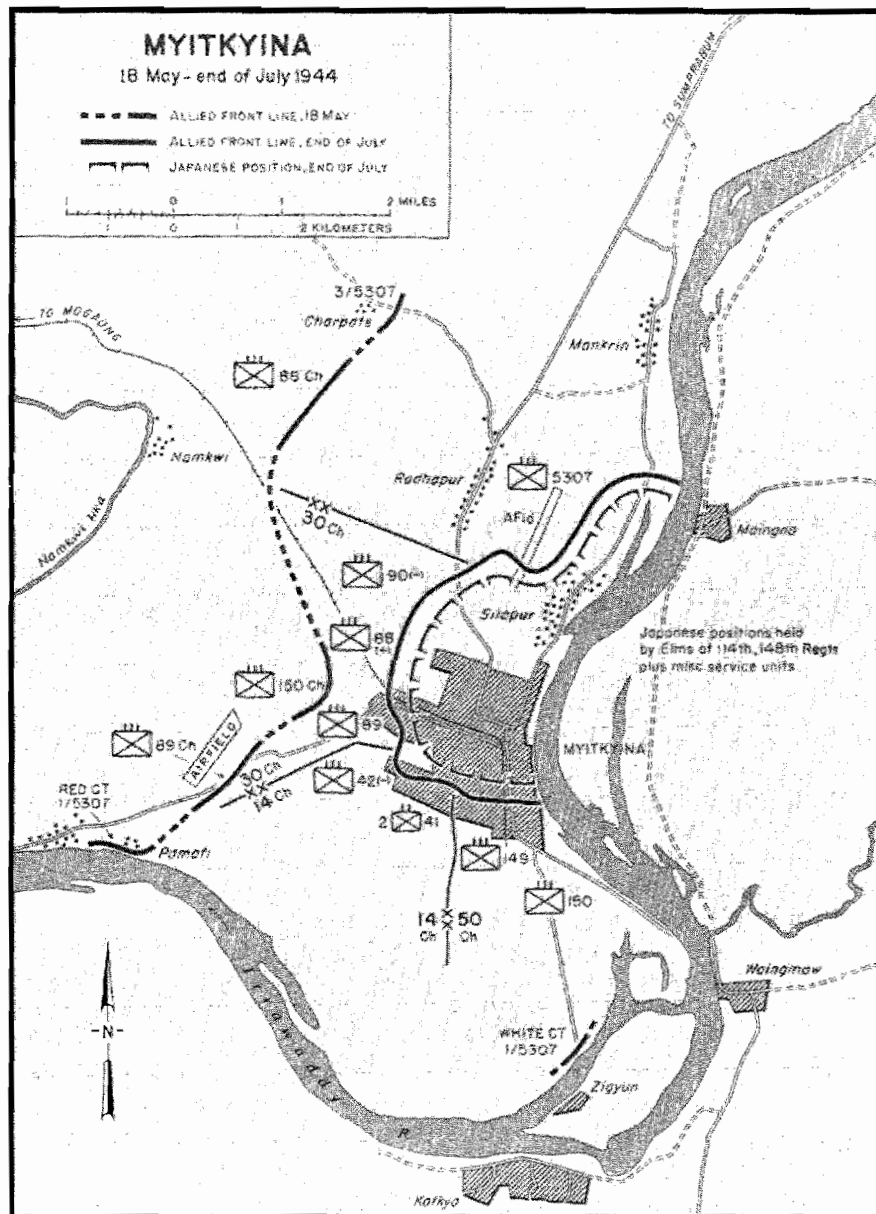 MYITKYINA
18 May - end of July 1944
ALLIED FRONT LINE, 18 MAY
ALLIED FRONT LINE, END OF JULY
JAPANESE POSITION, END OF JULY
1 0 1 2 MILES
1 0 2 KILOMETERS
TO SUMPRABUM
3/5307
Charpate
TO MOGAUNG
Mankrin
85 Ch
Namkwi
Radhapur
5307
XX
30 Ch
AFld
Namkwi Hka
Maingna
90(-)
Sitapur
88
(+)
Japanese positions held
by Elms of 114th, 148th Regts
plus misc service units
150 Ch
89
MYITKYINA
89 Ch
AIRFIELD
30 Ch
XX
14 Ch
42(-)
RED CT
1/5307
2 41
Pamati
149
150
14 XX 50
Ch Ch
Waingmaw
-N-
WHITE CT
1/5307
Irrawaddy R
Zigyun
Katkyo